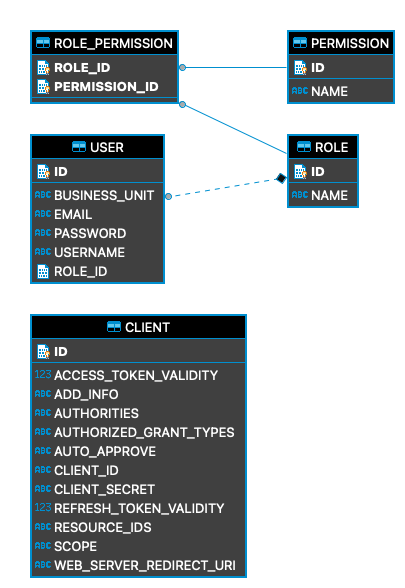 ROLE_PERMISSION
ROLE_ID
PERMISSION_ID
PERMISSION
ID
ABC NAME
USER
ID
ABC BUSINESS_UNIT
ABC EMAIL
ABC PASSWORD
ABC USERNAME
ROLE_ID
ROLE
ID
ABC NAME
CLIENT
ID
123 ACCESS_TOKEN_VALIDITY
ABC ADD_INFO
ABC AUTHORITIES
ABC AUTHORIZED_GRANT_TYPES
ABC AUTO_APPROVE
ABC CLIENT_ID
ABC CLIENT_SECRET
123 REFRESH_TOKEN_VALIDITY
ABC RESOURCE_IDS
ABC SCOPE
ABC WEB_SERVER_REDIRECT_URI